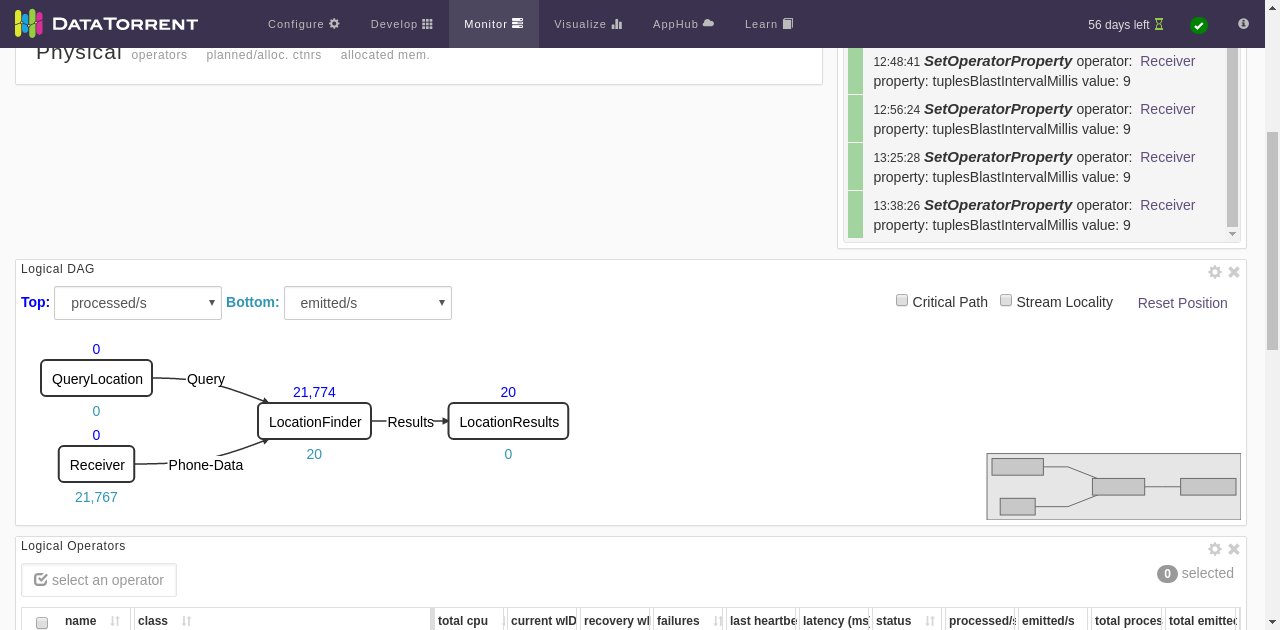 DATATORRENT
Configure
Develop
Monitor
Visualize
AppHub
Learn
56 days left
Physical operators planned/alloc. ctnrs allocated mem.
12:48:41 SetOperatorProperty operator: Receiver
property: tuplesBlastIntervalMillis value: 9
12:56:24 SetOperatorProperty operator: Receiver
property: tuplesBlastIntervalMillis value: 9
13:25:28 SetOperatorProperty operator: Receiver
property: tuplesBlastIntervalMillis value: 9
13:38:26 SetOperatorProperty operator: Receiver
property: tuplesBlastIntervalMillis value: 9
Logical DAG
Top: processed/s Bottom: emitted/s Critical Path Stream Locality Reset Position
0
QueryLocation
0
Query
0
Receiver
21,767
Phone-Data
21,774
LocationFinder
20
Results
20
LocationResults
0
Logical Operators
select an operator
0 selected
name class total cpu current wID recovery wI failures last heartbe latency (ms) status processed/s emitted/s total proces total emitte